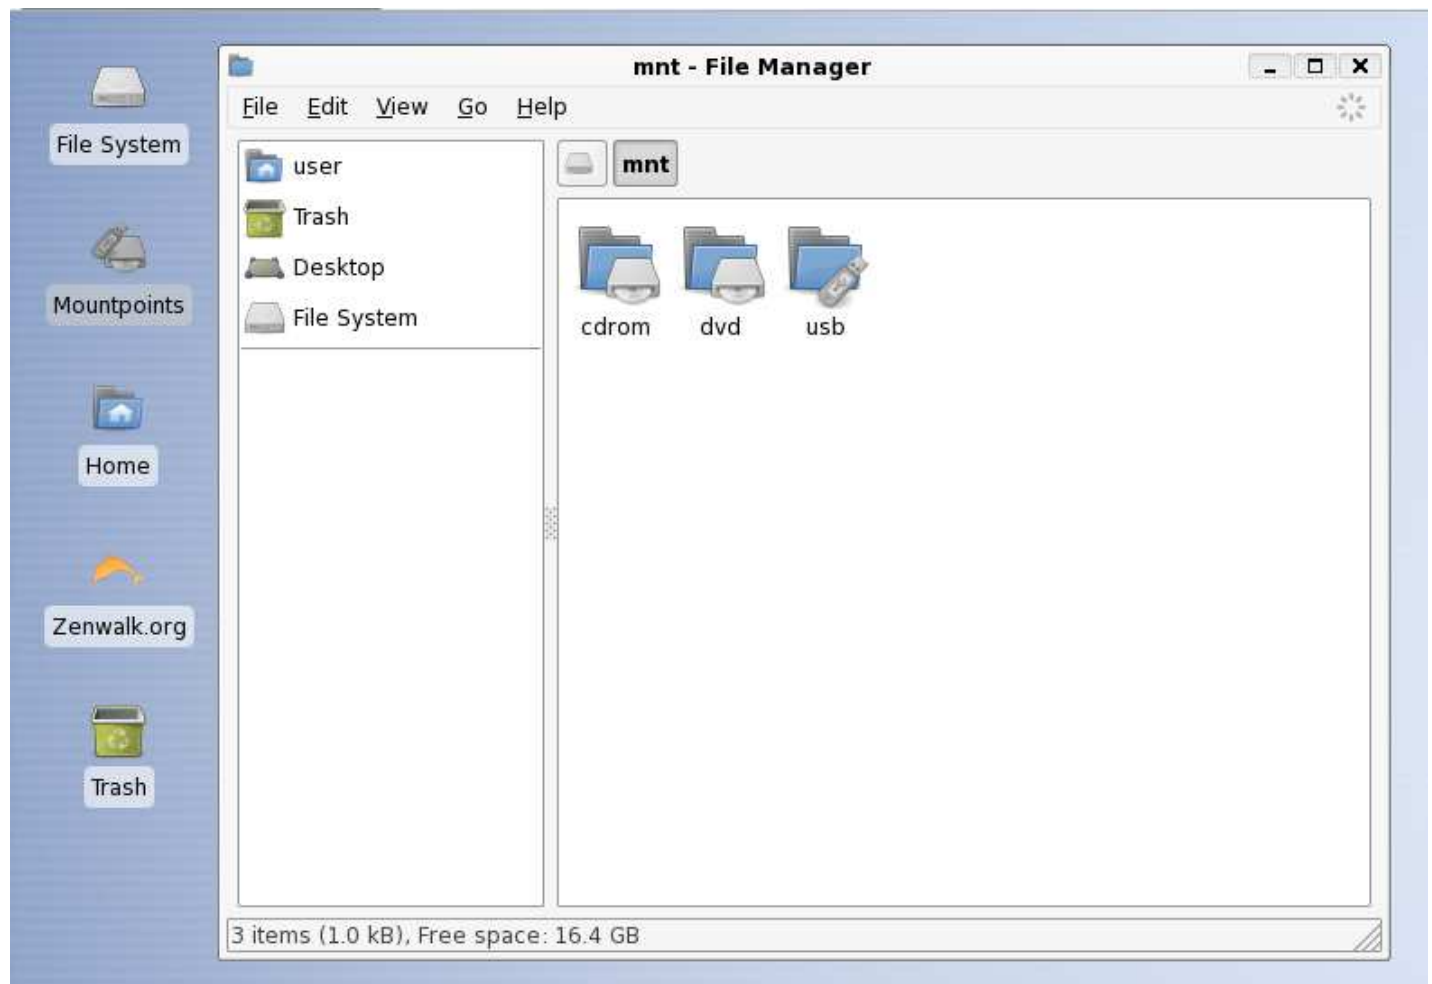 mnt - File Manager
File Edit View Go Help
File System
Mountpoints
Home
Zenwalk.org
Trash
user
Trash
Desktop
File System
mnt
cdrom dvd usb
3 items (1.0 kB), Free space: 16.4 GB